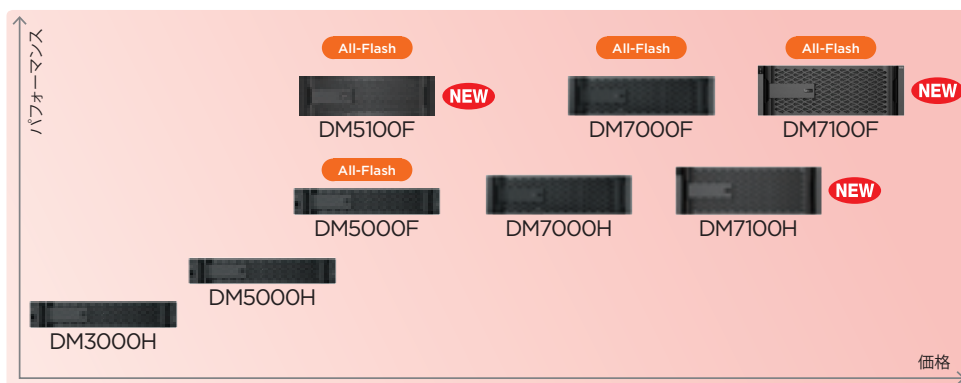 パフォーマンス
All-Flash
All-Flash
All-Flash
NEW
NEW
DM5100F
DM7000F
DM7100F
All-Flash
NEW
DM5000F
DM7000H
DM7100H
DM5000H
DM3000H
価格